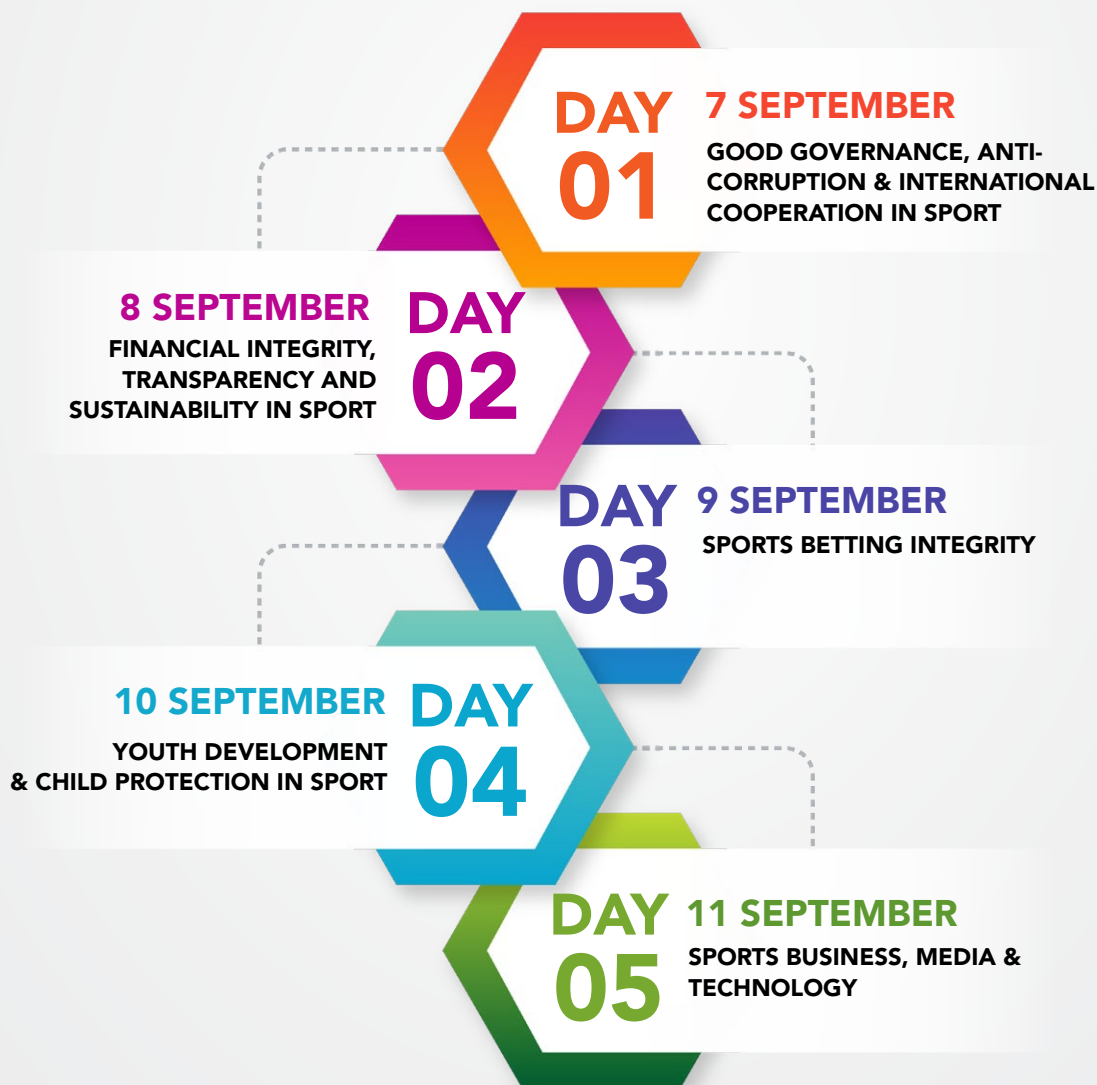 DAY
01
7 SEPTEMBER
GOOD GOVERNANCE, ANTI-
CORRUPTION & INTERNATIONAL
COOPERATION IN SPORT
8 SEPTEMBER
FINANCIAL INTEGRITY,
TRANSPARENCY AND
SUSTAINABILITY IN SPORT
DAY
02
DAY
03
9 SEPTEMBER
SPORTS BETTING INTEGRITY
10 SEPTEMBER
YOUTH DEVELOPMENT
& CHILD PROTECTION IN SPORT
DAY
04
DAY
05
11 SEPTEMBER
SPORTS BUSINESS, MEDIA &
TECHNOLOGY